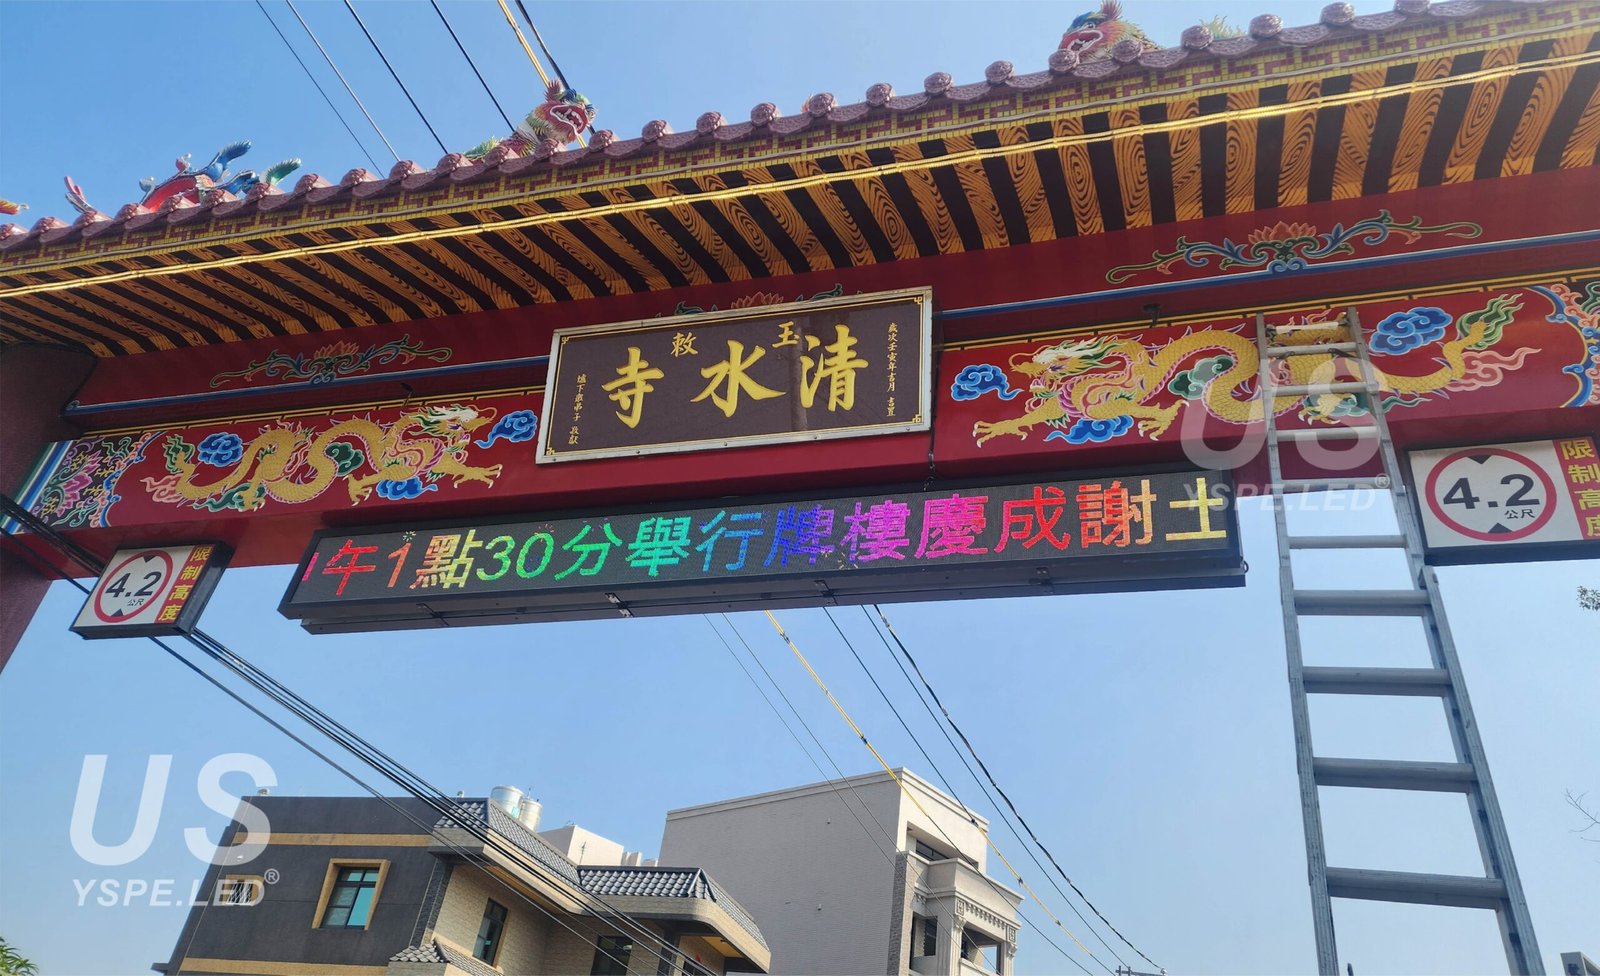 玉敕
清水寺
歲次壬寅年吉月 吉置
爐下眾弟子 敬獻
午1點30分舉行牌樓慶成謝土
4.2
公尺
限制高度
4.2
公尺
限制高度
US
YSPE.LED®
US
YSPE.LED®